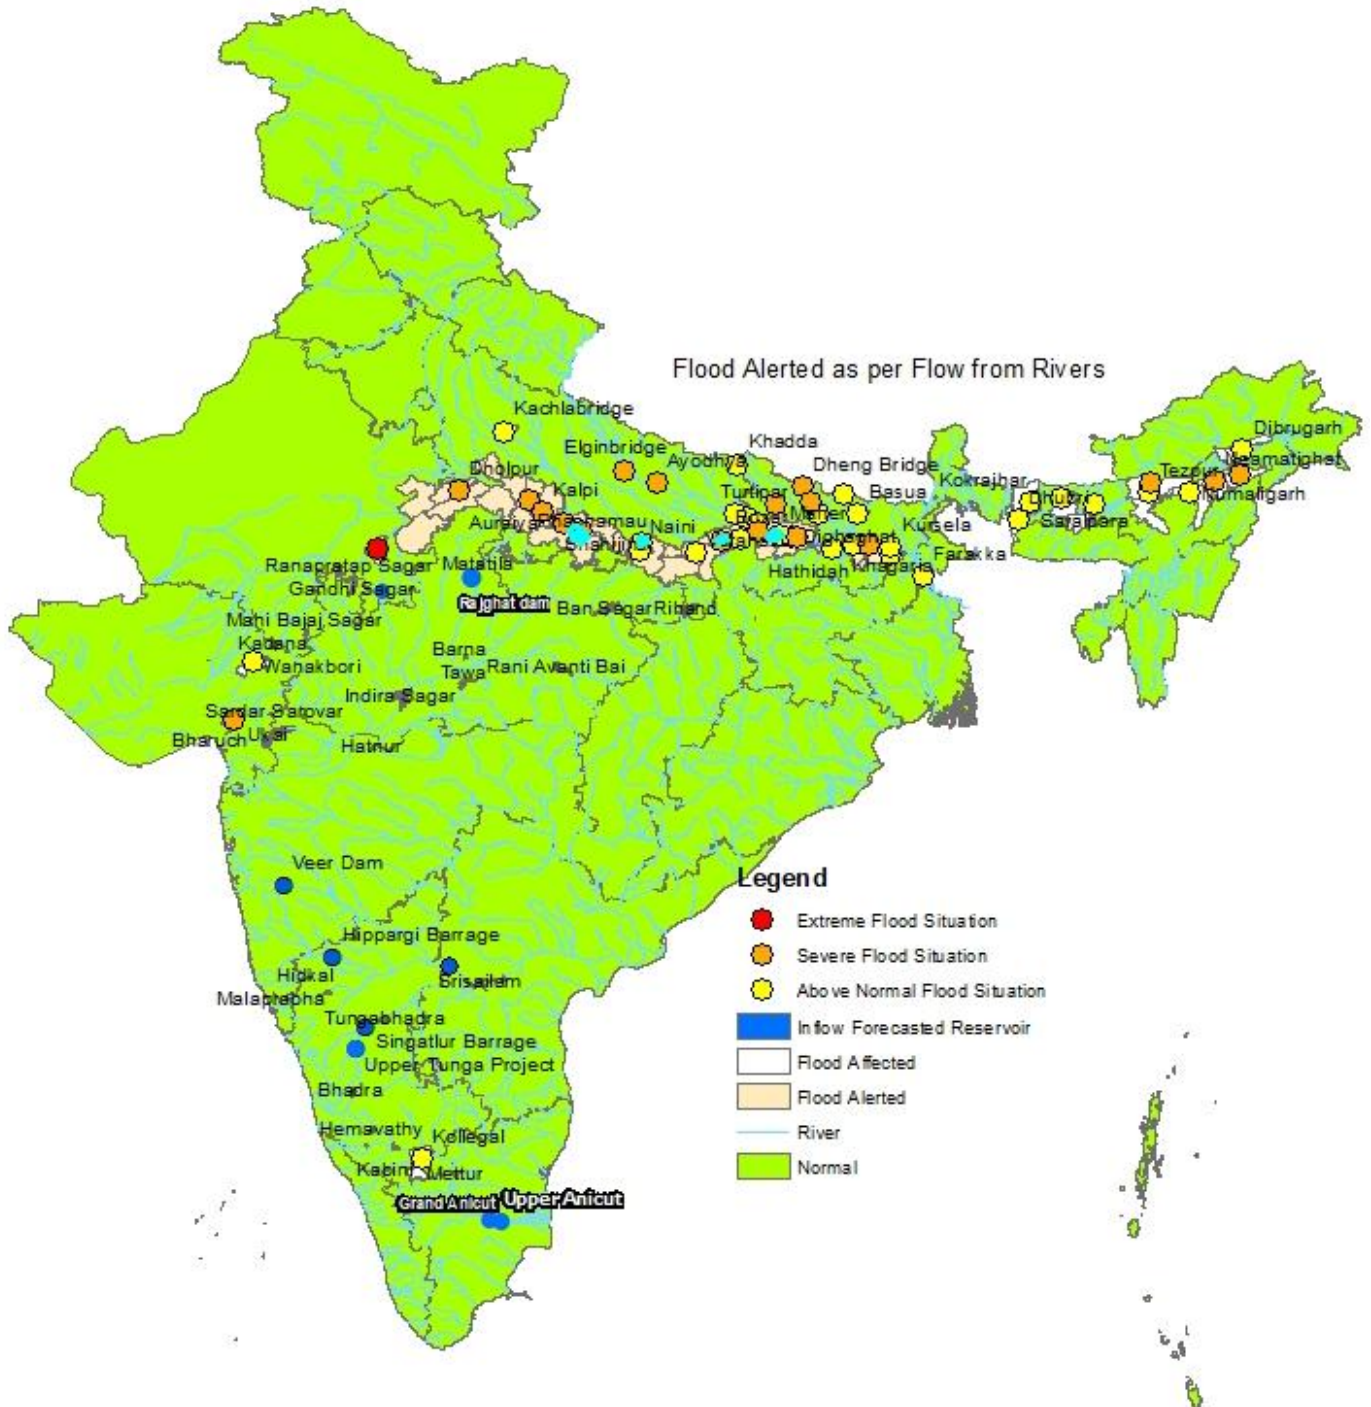 Flood Alerted as per Flow from Rivers
Kachlabridge
Khadda
Dibrugarh
Elginbridge
Dholpur
Ayodhya
Dheng Bridge
Neamatighat
Tezpur
Kokrajhar
Kalpi
Turtipar
Basua
Numaligarh
Dhubri
Auraiya
Naini
Kursela
Goalpara
Shahjina
Farakka
Ranapratap Sagar
Matatila
Hathidah
Khagaria
Gandhi Sagar
Rajghat dam
Ban Sagar
Rihand
Mahi Bajaj Sagar
Kadana
Wanakbori
Barna
Tawa
Rani Avanti Bai
Indira Sagar
Sardar Sarovar
Bharuch
Ukai
Hatnur
Veer Dam
Legend
Extreme Flood Situation
Severe Flood Situation
Above Normal Flood Situation
Inflow Forecasted Reservoir
Flood Affected
Flood Alerted
River
Normal
Hippargi Barrage
Hidkal
Srisailam
Malaprabha
Tungabhadra
Singatlur Barrage
Upper Tunga Project
Bhadra
Hemavathy
Kollegal
Kabini
Mettur
Grand Anicut
Upper Anicut